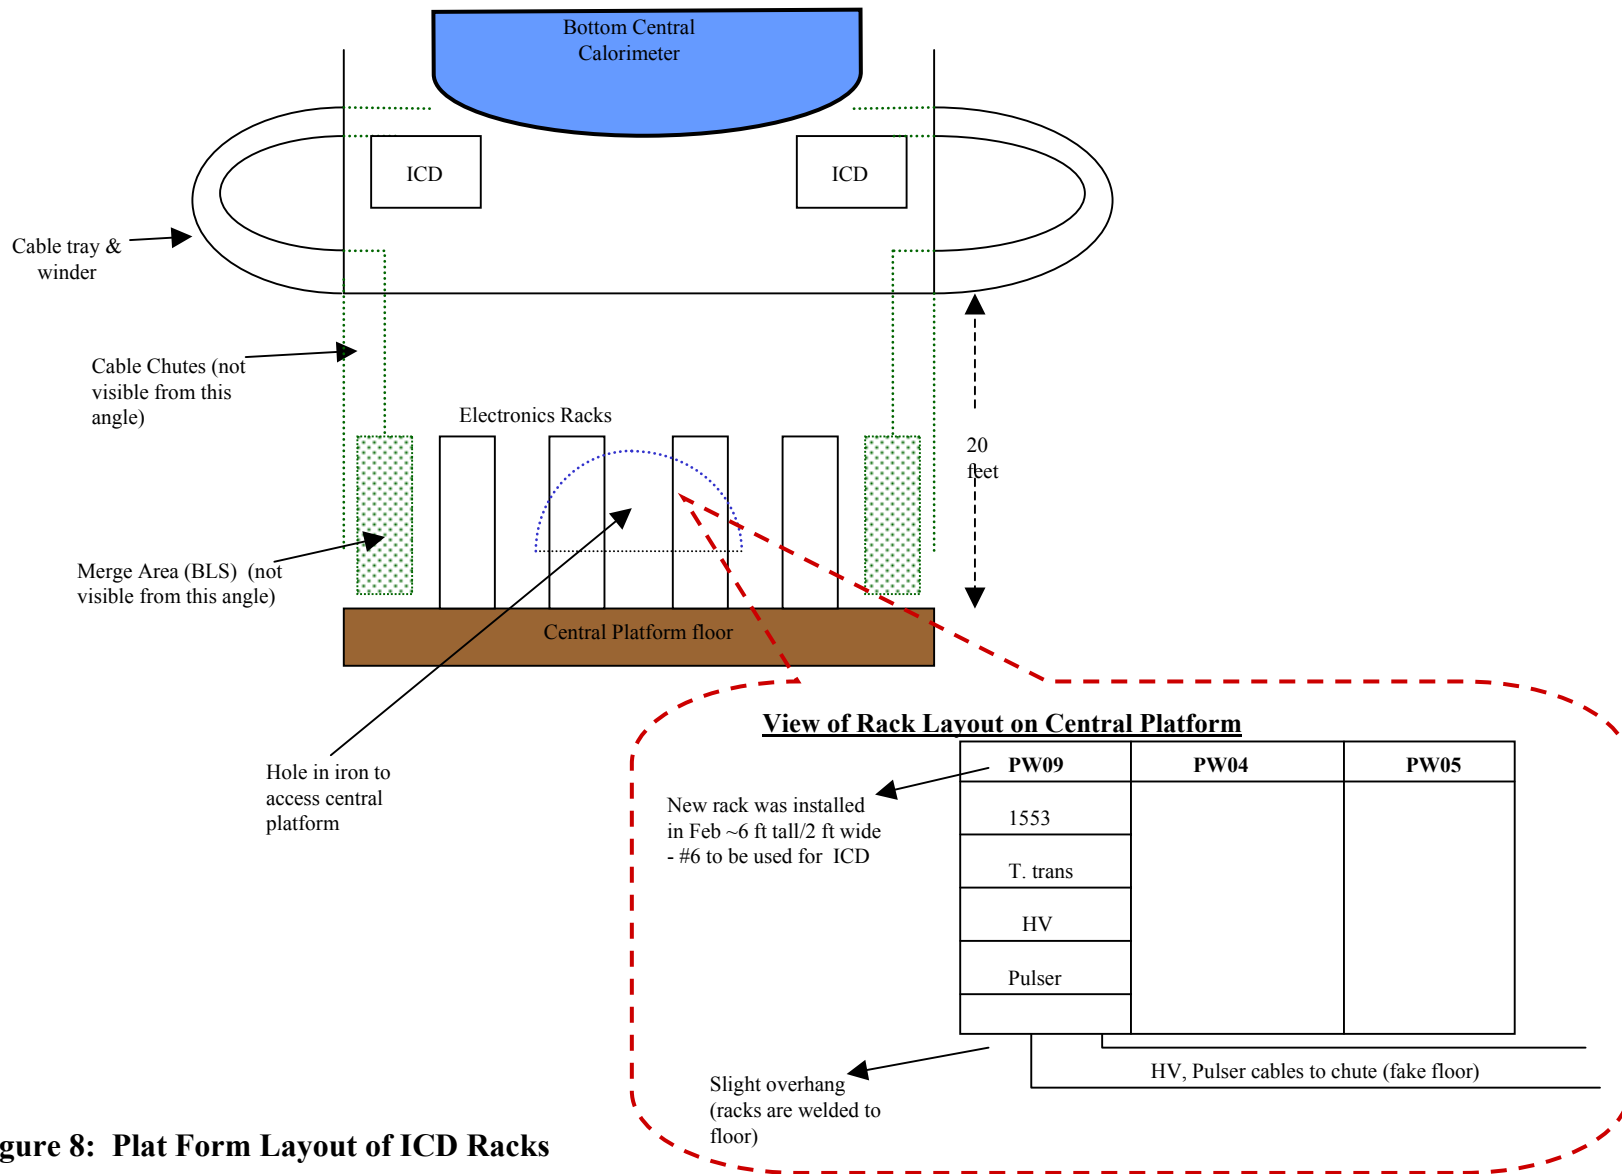 Bottom Central
Calorimeter
ICD
ICD
Cable tray &
winder
Cable Chutes (not
visible from this
angle)
Electronics Racks
20
feet
Merge Area (BLS) (not
visible from this angle)
Central Platform floor
Hole in iron to
access central
platform
View of Rack Layout on Central Platform
PW09
PW04
PW05
New rack was installed
in Feb ~6 ft tall/2 ft wide
- #6 to be used for ICD
1553
T. trans
HV
Pulser
HV, Pulser cables to chute (fake floor)
Slight overhang
(racks are welded to
floor)
gure 8: Plat Form Layout of ICD Racks